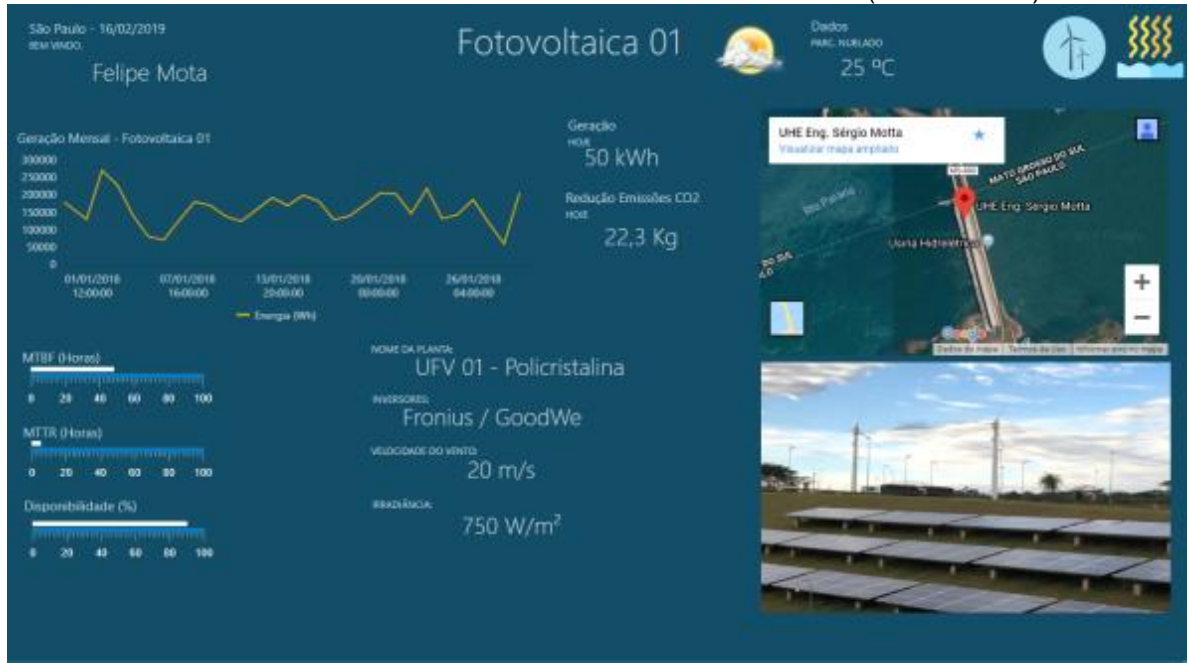 São Paulo - 16/02/2019
BEM VINDO,
Felipe Mota
Fotovoltaica 01
Dados
PARC. NUBLADO
25 ºC
Geração Mensal - Fotovoltaica 01
300000
250000
200000
150000
100000
50000
0
01/01/2018 07/01/2018 13/01/2018 20/01/2018 26/01/2018
12:00:00 16:00:00 20:00:00 00:00:00 04:00:00
Energia (Wh)
Geração
HOJE
50 kWh
Redução Emissões CO2
HOJE
22,3 Kg
UHE Eng. Sérgio Motta
Visualizar mapa ampliado
MATO GROSSO DO SUL
SÃO PAULO
Rio Paraná
UHE Eng. Sérgio Motta
Usina Hidrelétrica
DO SUL
+
−
Google
Dados do mapa Termos de Uso Informar erro no mapa
MTBF (Horas)
0 20 40 60 80 100
MTTR (Horas)
0 20 40 60 80 100
Disponibilidade (%)
0 20 40 60 80 100
NOME DA PLANTA:
UFV 01 - Policristalina
INVERSORES:
Fronius / GoodWe
VELOCIDADE DO VENTO:
20 m/s
IRRADIÂNCIA:
750 W/m²